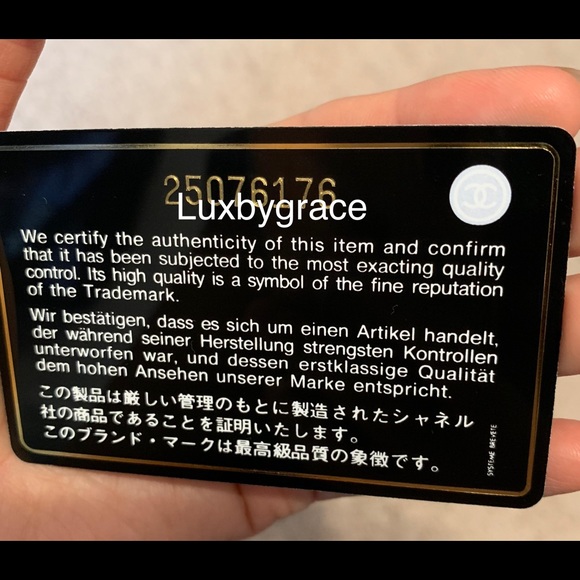 25076176
Luxbygrace
We certify the authenticity of this item and confirm
that it has been subjected to the most exacting quality
control. Its high quality is a symbol of the fine reputation
of the Trademark.
Wir bestätigen, dass es sich um einen Artikel handelt,
der während seiner Herstellung strengsten Kontrollen
unterworfen war, und dessen erstklassige Qualität
dem hohen Ansehen unserer Marke entspricht.
この製品は厳しい管理のもとに製造されたシャネル
社の商品であることを証明いたします。
このブランド・マークは最高級品質の象徴です。
SYSTEME BREVETE